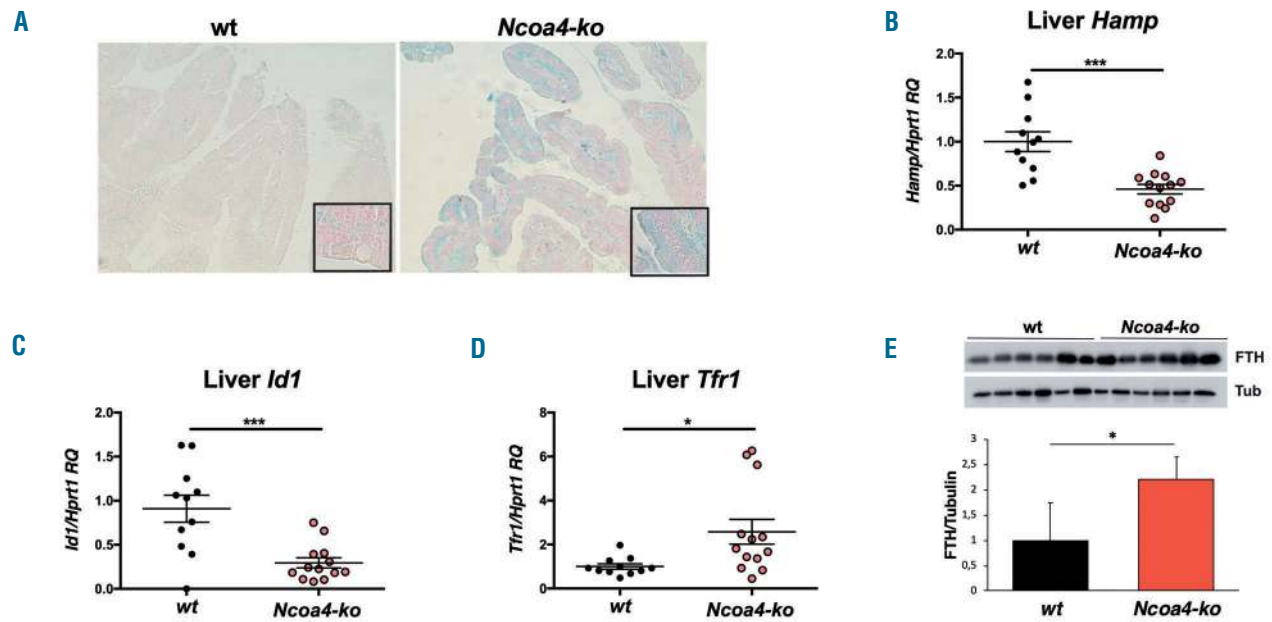 A
wt
Ncoa4-ko
B
Liver Hamp
Hamp/Hprt1 RQ
2.0
1.5
1.0
0.5
0.0
***
wt
Ncoa4-ko
C
Liver Id1
Id1/Hprt1 RQ
2.0
1.5
1.0
0.5
0.0
***
wt
Ncoa4-ko
D
Liver Tfr1
Tfr1/Hprt1 RQ
8
6
4
2
0
*
wt
Ncoa4-ko
E
wt
Ncoa4-ko
FTH
Tub
FTH/Tubulin
3
2,5
2
1,5
1
0,5
0
*
wt
Ncoa4-ko